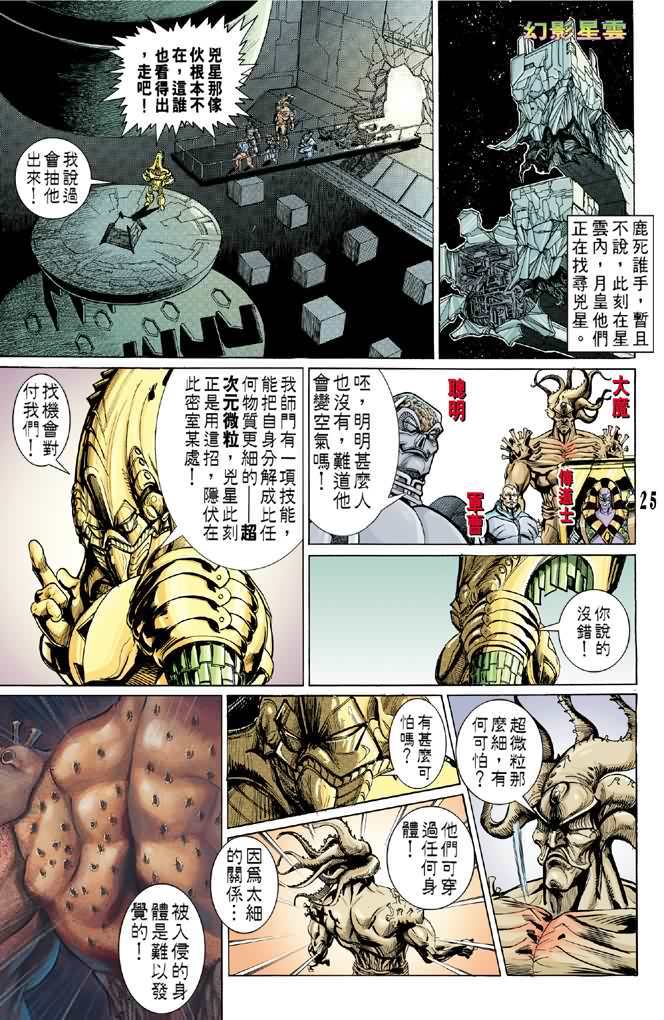 幻影星雲
鹿死誰手，暫且
不說，此刻在星
雲內，月皇他們
正在找尋兇星。
兇星那傢
伙根本不
在，這誰
也看得出
，走吧！
我說過
會抽他
出來！
大魔
傳道士
聰明
軍曹
呸，明明甚麼人
也沒有，難道他
會變空氣嗎！
我師門有一項技能，
能把自身分解成比任
何物質更細的——超
次元微粒，兇星此刻
正是用這招，隱伏在
此密室某處！
找機會對
付我們！
25
你說的
沒錯！
超微粒那
麼細，有
何可怕？
有甚麼可
怕嗎？
他們可穿
過任何身
體！
因爲太細
的關係…
被入侵的身
體是難以發
覺的！